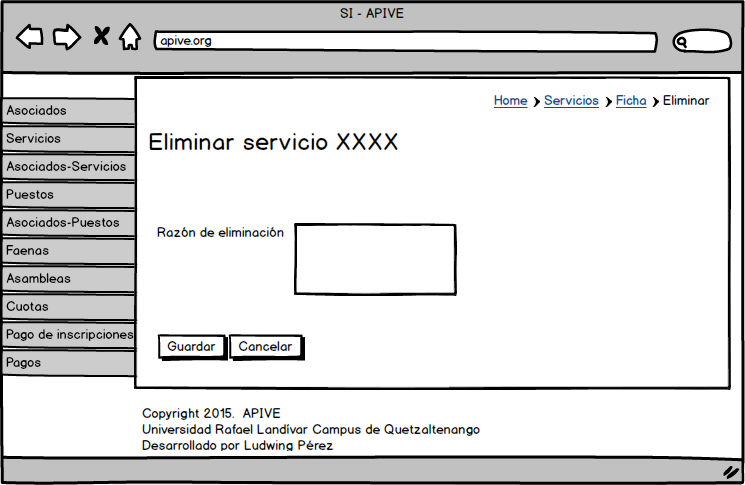 SI - APIVE
apive.org
Home Servicios Ficha Eliminar
Asociados
Servicios
Asociados-Servicios
Puestos
Asociados-Puestos
Faenas
Asambleas
Cuotas
Pago de inscripciones
Pagos
Eliminar servicio XXXX
Razón de eliminación
Guardar Cancelar
Copyright 2015. APIVE
Universidad Rafael Landívar Campus de Quetzaltenango
Desarrollado por Ludwing Pérez